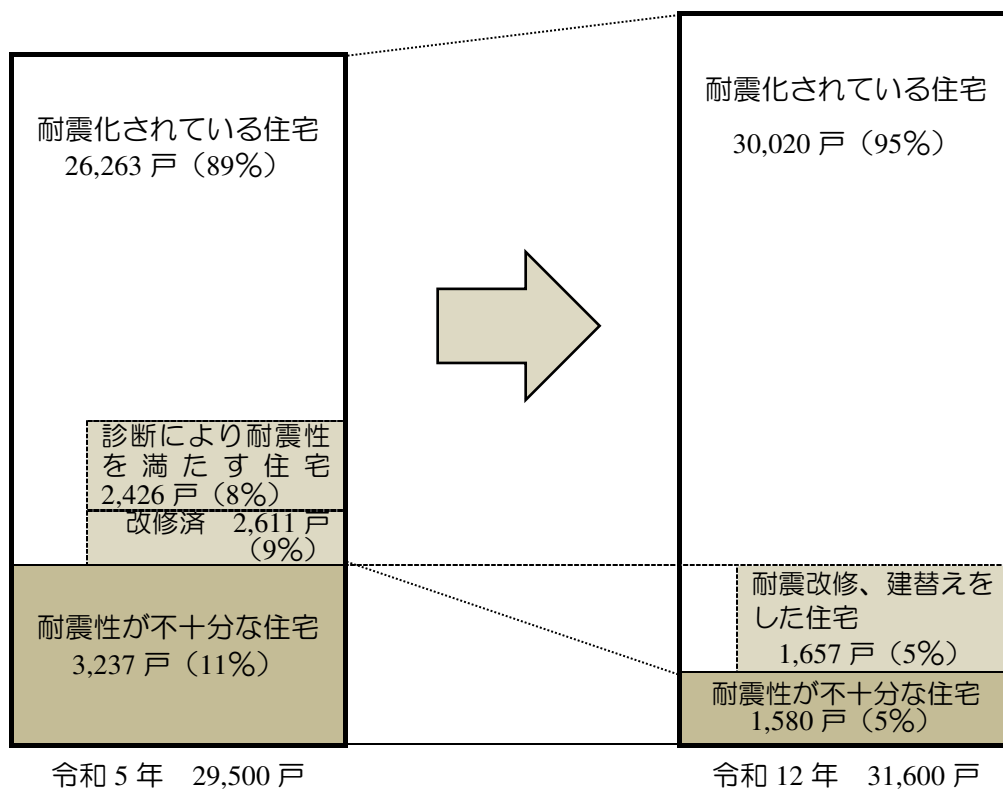 耐震化されている住宅
26,263 戸（89%）
診断により耐震性
を満たす住宅
2,426 戸（8%）
改修済 2,611 戸
（9%）
耐震性が不十分な住宅
3,237 戸（11%）
令和 5 年 29,500 戸
耐震化されている住宅
30,020 戸（95%）
耐震改修、建替えを
した住宅
1,657 戸（5%）
耐震性が不十分な住宅
1,580 戸（5%）
令和 12 年 31,600 戸